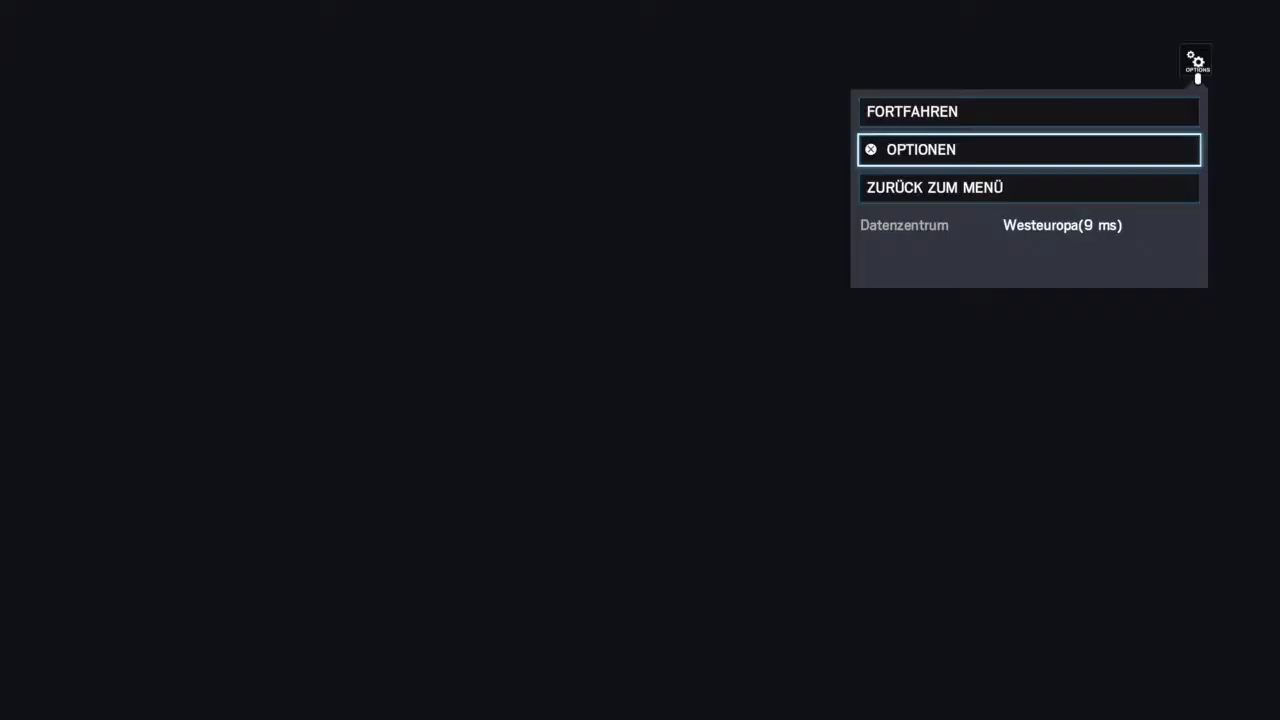 OPTIONS
FORTFAHREN
OPTIONEN
ZURÜCK ZUM MENÜ
Datenzentrum Westeuropa(9 ms)